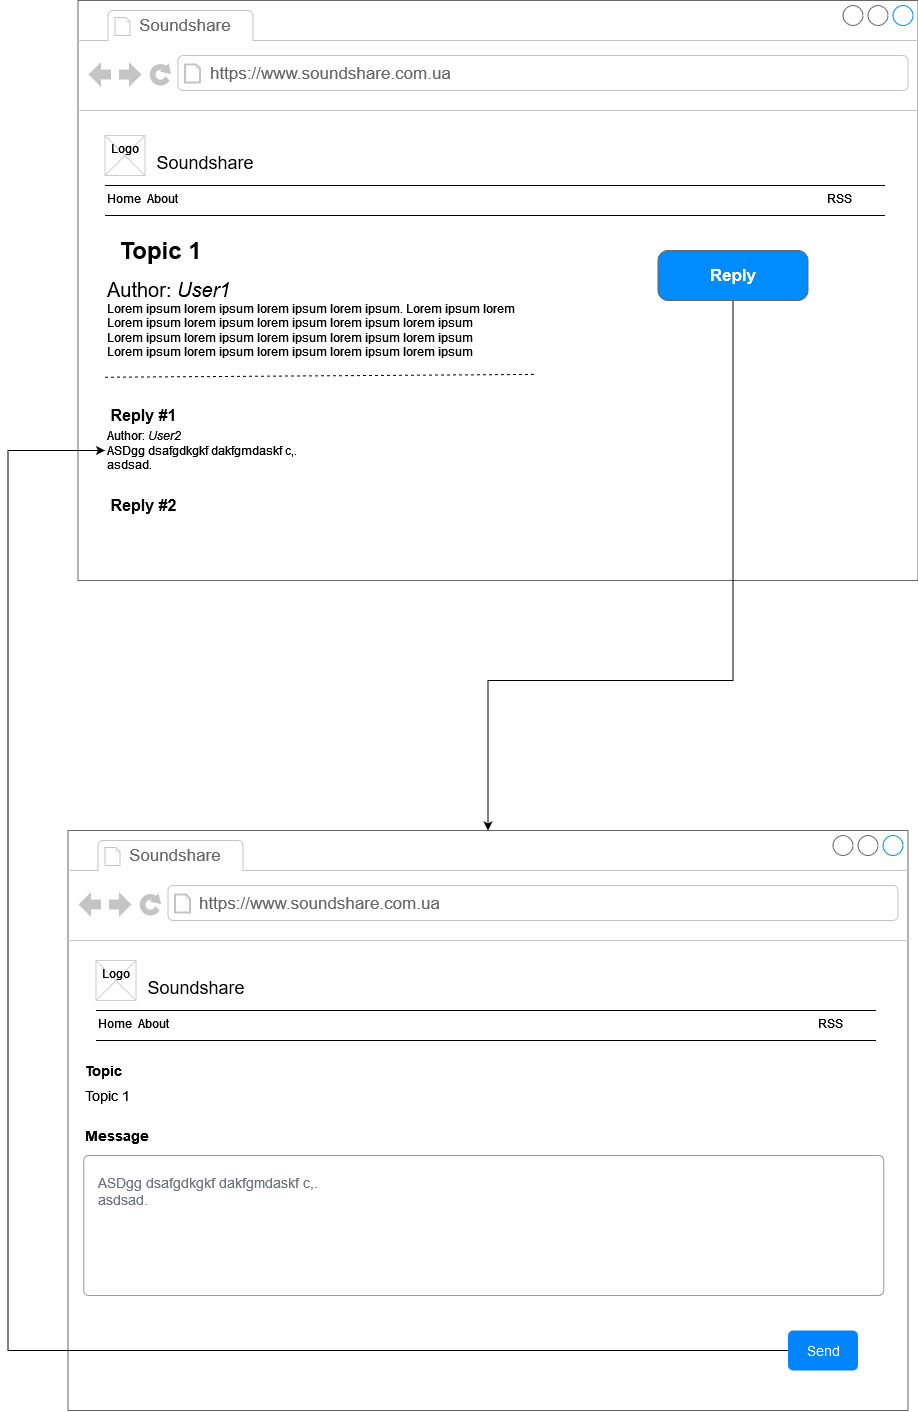 Soundshare
https://www.soundshare.com.ua
Logo
Soundshare
Home About RSS
Topic 1
Reply
Author: User1
Lorem ipsum lorem ipsum lorem ipsum lorem ipsum. Lorem ipsum lorem
Lorem ipsum lorem ipsum lorem ipsum lorem ipsum lorem ipsum
Lorem ipsum lorem ipsum lorem ipsum lorem ipsum lorem ipsum
Lorem ipsum lorem ipsum lorem ipsum lorem ipsum lorem ipsum
Reply #1
Author: User2
ASDgg dsafgdkgkf dakfgmdaskf c,.
asdsad.
Reply #2
Soundshare
https://www.soundshare.com.ua
Logo
Soundshare
Home About RSS
Topic
Topic 1
Message
ASDgg dsafgdkgkf dakfgmdaskf c,.
asdsad.
Send